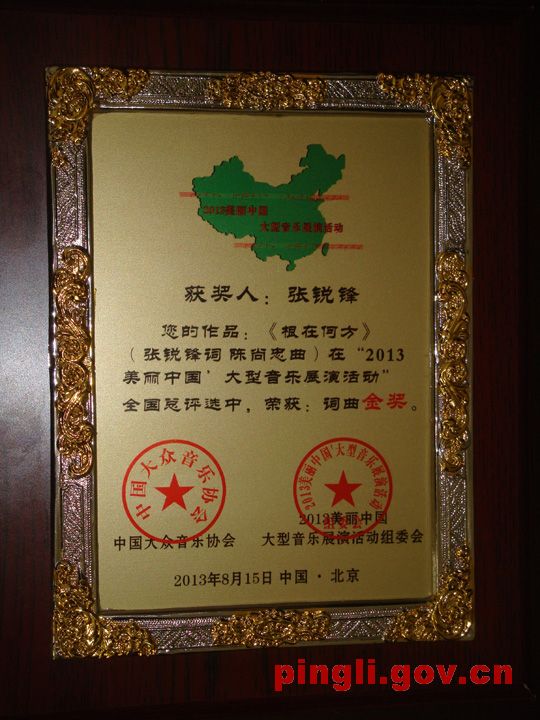 2013美丽中国
大型音乐展演活动
获奖人：张锐锋
您的作品：《根在何方》
（张锐锋词 陈尚忠曲）在“2013
美丽中国’大型音乐展演活动”
全国总评选中，荣获：词曲金奖。
中国大众音乐协会
2013美丽中国’大型音乐展演活动
组委会
2013美丽中国
中国大众音乐协会 大型音乐展演活动组委会
2013年8月15日 中国·北京
pingli.gov.cn